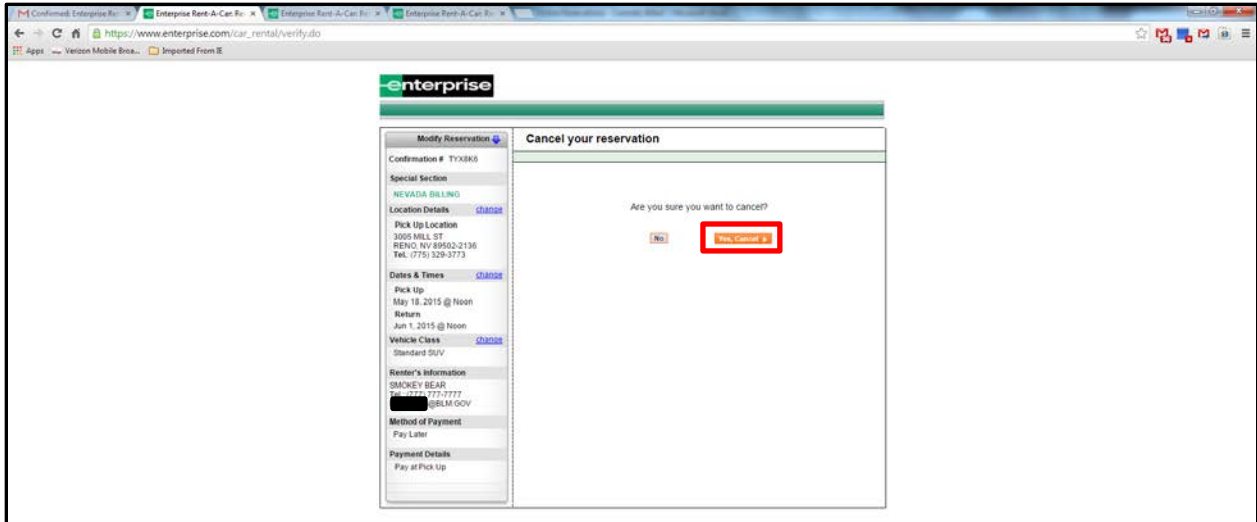 Confirmed: Enterprise Re
Enterprise Rent-A-Car: Re
Enterprise Rent-A-Car: Re
Enterprise Rent-A-Car: Re
https://www.enterprise.com/car_rental/verify.do
Apps
Verizon Mobile Broa...
Imported From IE
enterprise
Modify Reservation
Confirmation # TYX8K6
Special Section
NEVADA BILLING
Location Details change
Pick Up Location
3005 MILL ST
RENO, NV 89502-2136
Tel.: (775) 329-3773
Dates & Times change
Pick Up
May 18, 2015 @ Noon
Return
Jun 1, 2015 @ Noon
Vehicle Class change
Standard SUV
Renter's Information
SMOKEY BEAR
Tel.: (777) 777-7777
@BLM.GOV
Method of Payment
Pay Later
Payment Details
Pay at Pick Up
Cancel your reservation
Are you sure you want to cancel?
No
Yes, Cancel